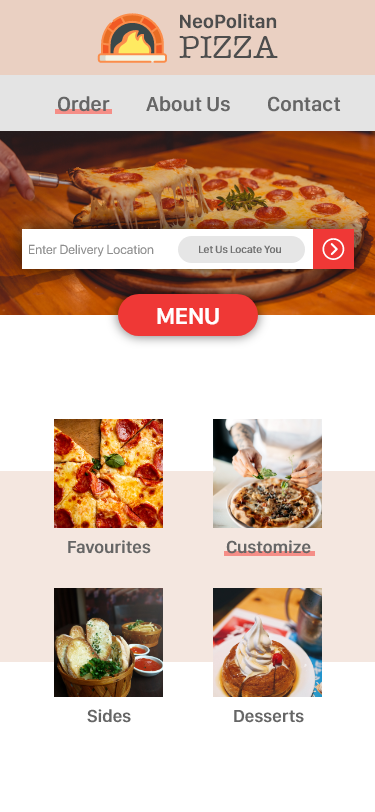 NeoPolitan
PIZZA
Order About Us Contact
Enter Delivery Location Let Us Locate You
MENU
Favourites Customize
Sides Desserts